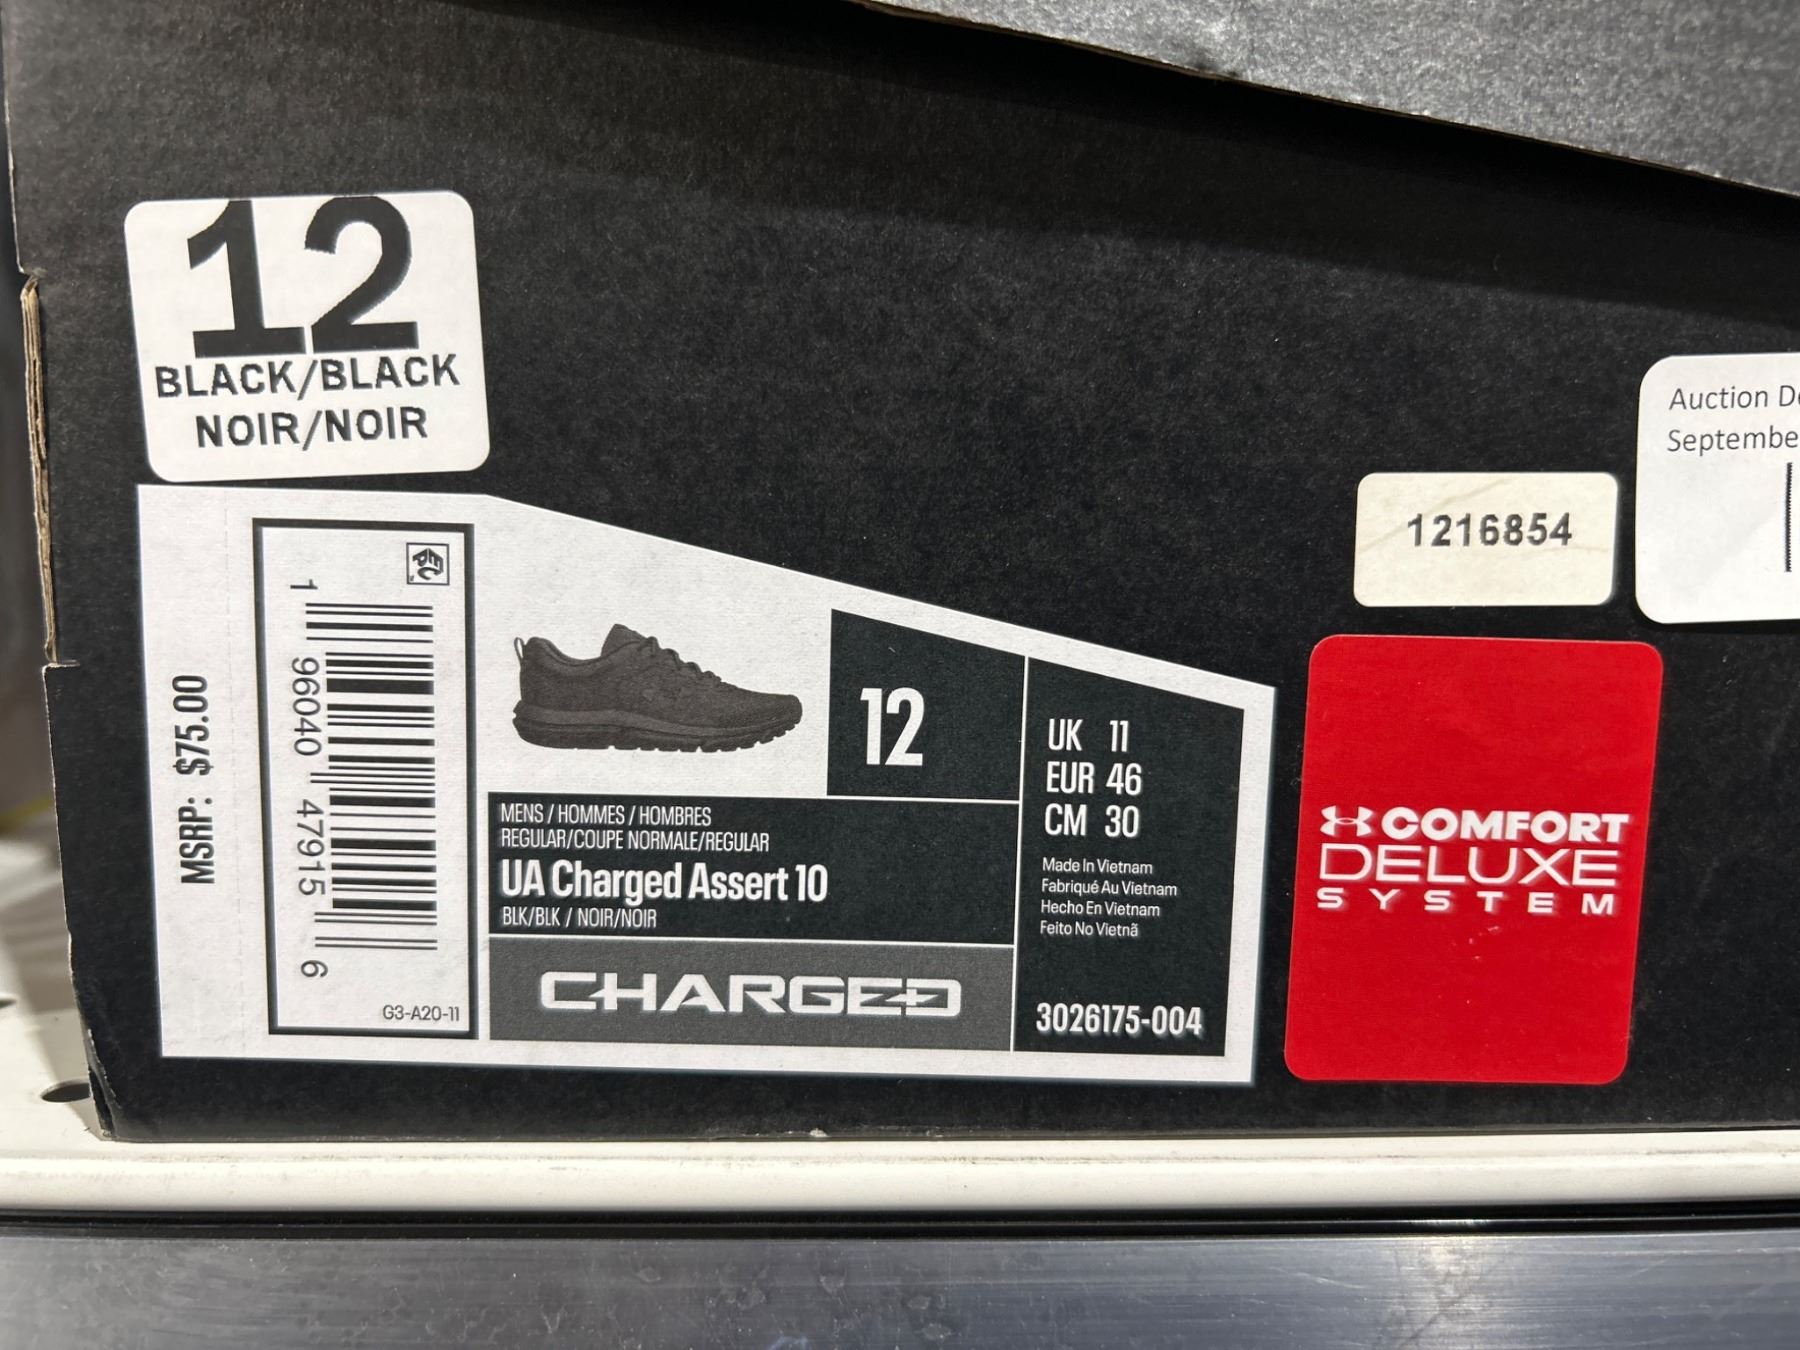 12
BLACK/BLACK
NOIR/NOIR
Auction
1216854
MSRP: $75.00
1 96040 47915 6
G3-A20-11
12
UK 11
EUR 46
CM 30
MENS / HOMMES / HOMBRES
REGULAR/COUPE NORMALE/REGULAR
UA Charged Assert 10
BLK/BLK / NOIR/NOIR
CHARGED
Made In Vietnam
Fabriqué Au Vietnam
Hecho En Vietnam
Feito No Vietnã
3026175-004
COMFORT
DELUXE
SYSTEM